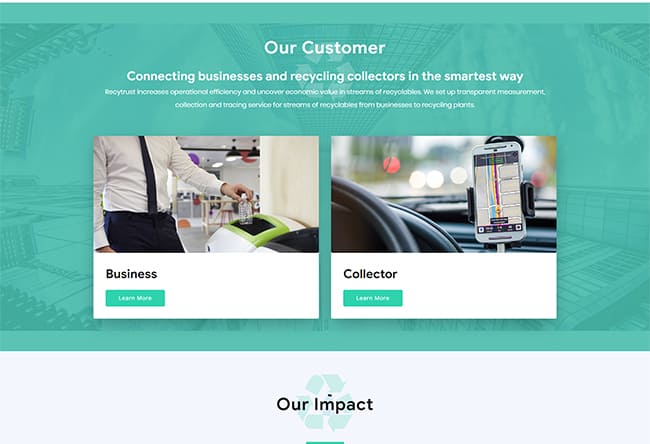 Our Customer
Connecting businesses and recycling collectors in the smartest way
Recytrust increases operational efficiency and uncover economic value in streams of recyclables. We set up transparent measurement,
collection and tracing service for streams of recyclables from businesses to recycling plants.
Business
Learn More
Collector
Learn More
Our Impact